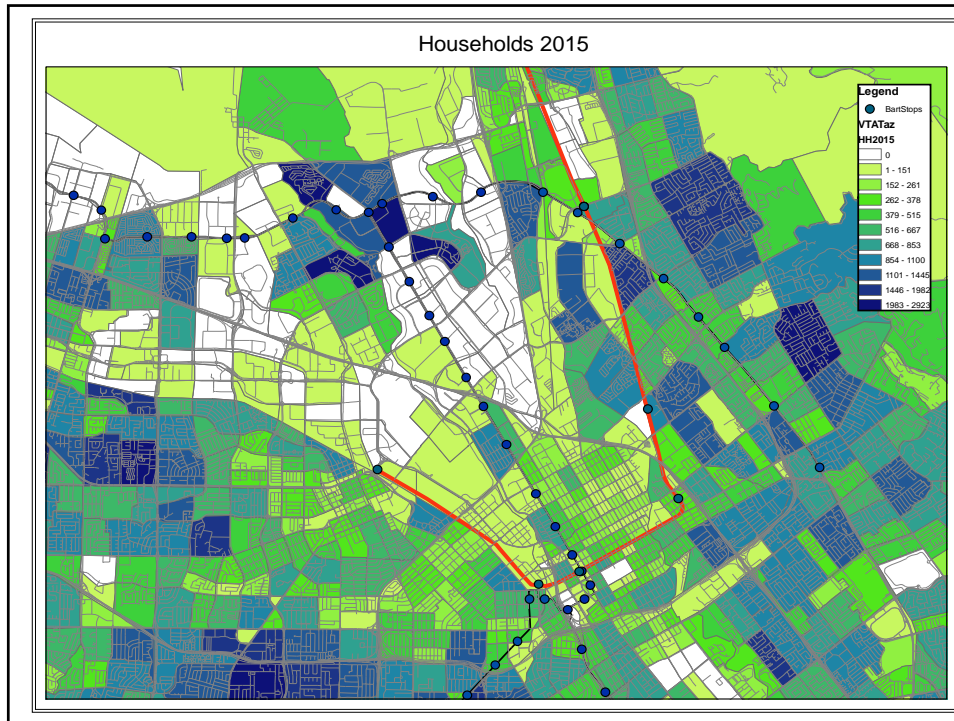 Households 2015
Legend
BartStops
VTATaz
HH2015
0
1 - 151
152 - 261
262 - 378
379 - 515
516 - 667
668 - 853
854 - 1100
1101 - 1445
1446 - 1982
1983 - 2923